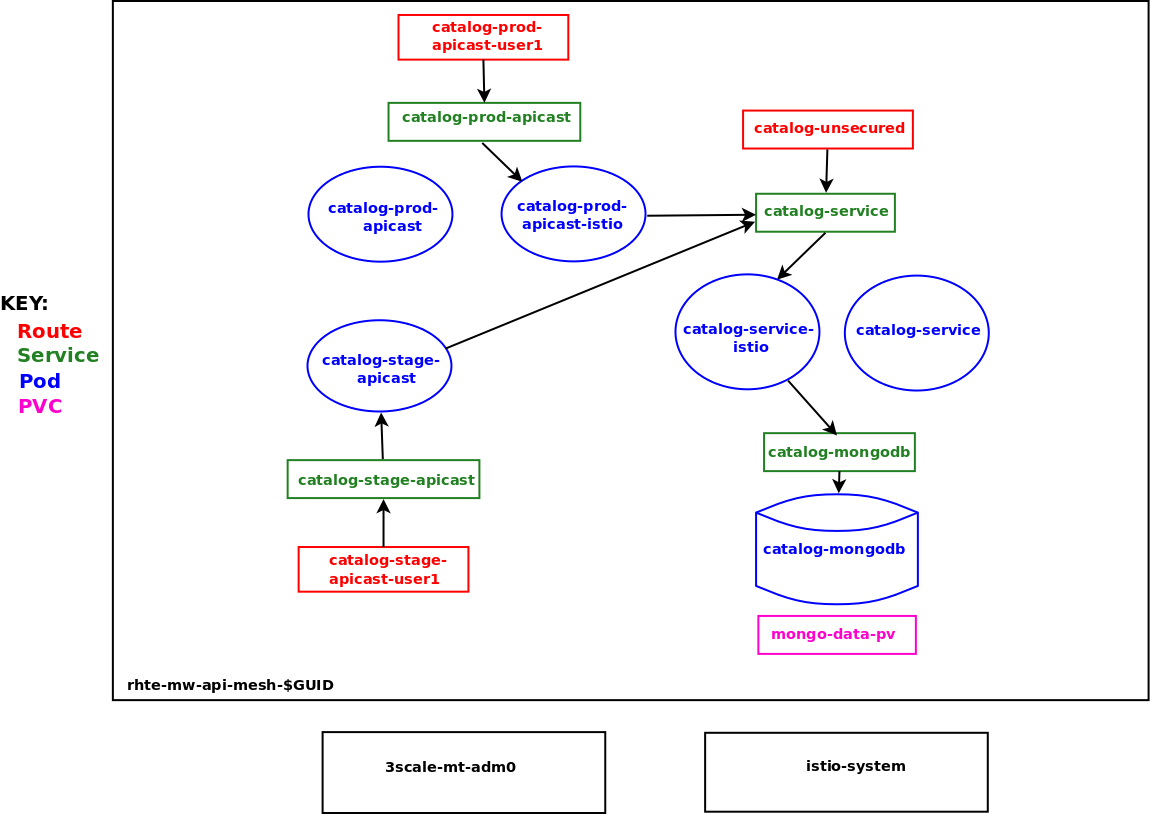 catalog-prod-
apicast-user1
catalog-prod-apicast
catalog-unsecured
catalog-prod-
apicast
catalog-prod-
apicast-istio
catalog-service
KEY:
Route
Service
Pod
PVC
catalog-stage-
apicast
catalog-service-
istio
catalog-service
catalog-stage-apicast
catalog-mongodb
catalog-stage-
apicast-user1
catalog-mongodb
mongo-data-pv
rhte-mw-api-mesh-$GUID
3scale-mt-adm0
istio-system